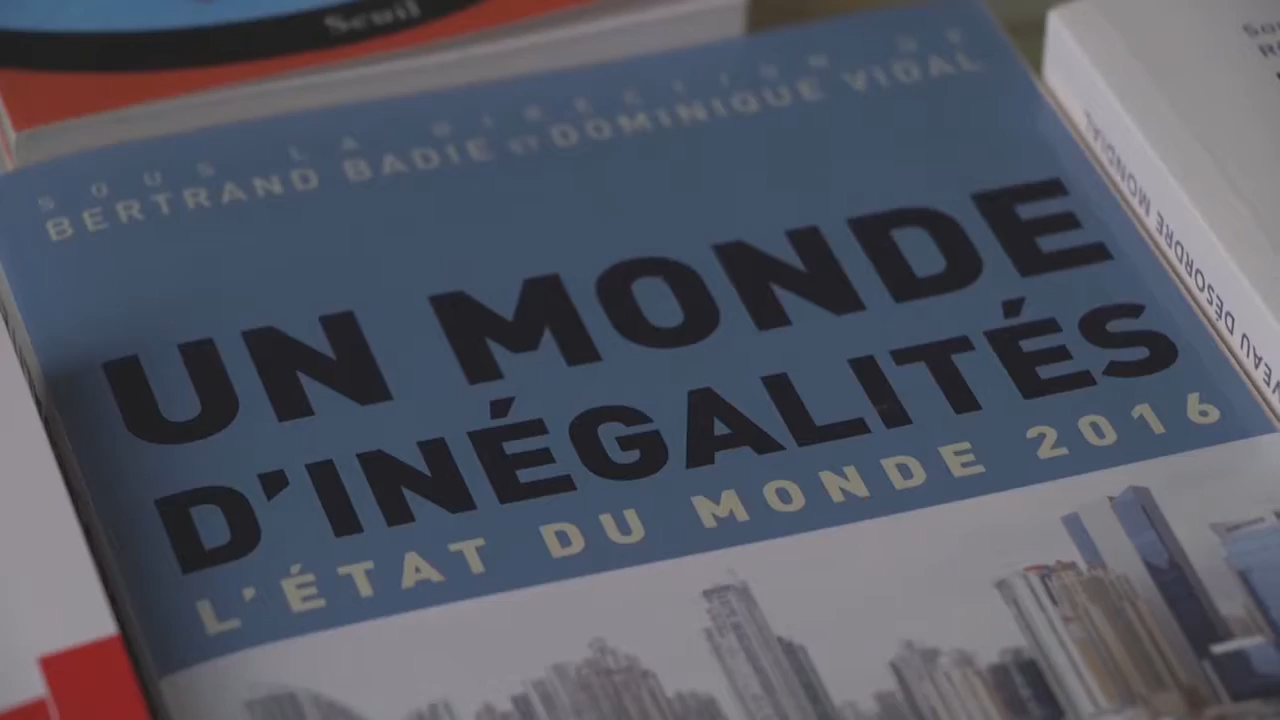 Seuil
SOUS LA DIRECTION DE
BERTRAND BADIE ET DOMINIQUE VIDAL
UN MONDE
D'INÉGALITÉS
L'ÉTAT DU MONDE 2016
EAU DÉSORDRE MONDIAL